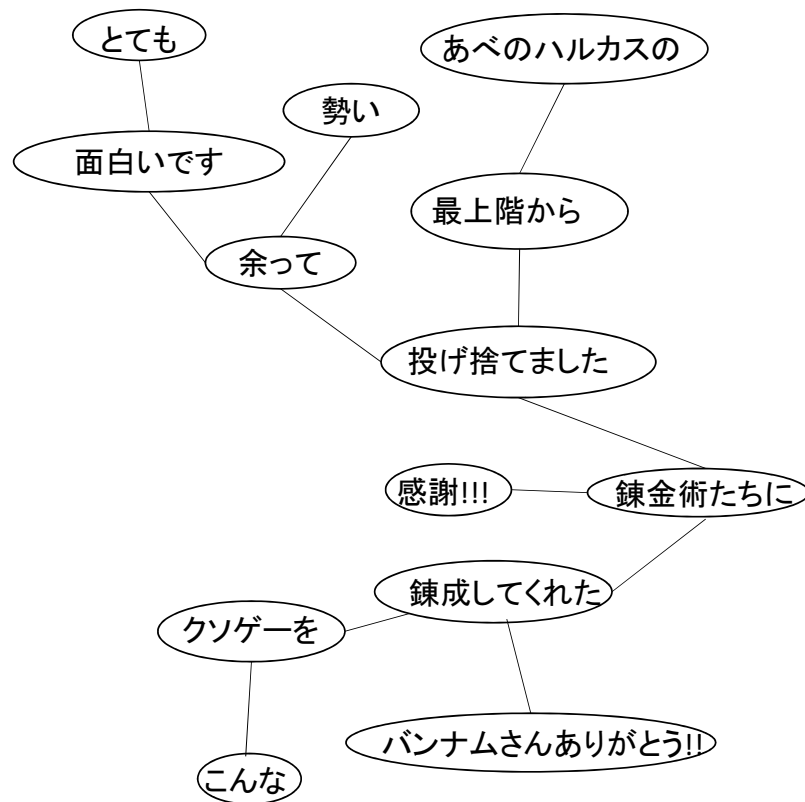 とても
あべのハルカスの
勢い
面白いです
最上階から
余って
投げ捨てました
感謝!!!
錬金術たちに
錬成してくれた
クソゲーを
バンナムさんありがとう!!
こんな